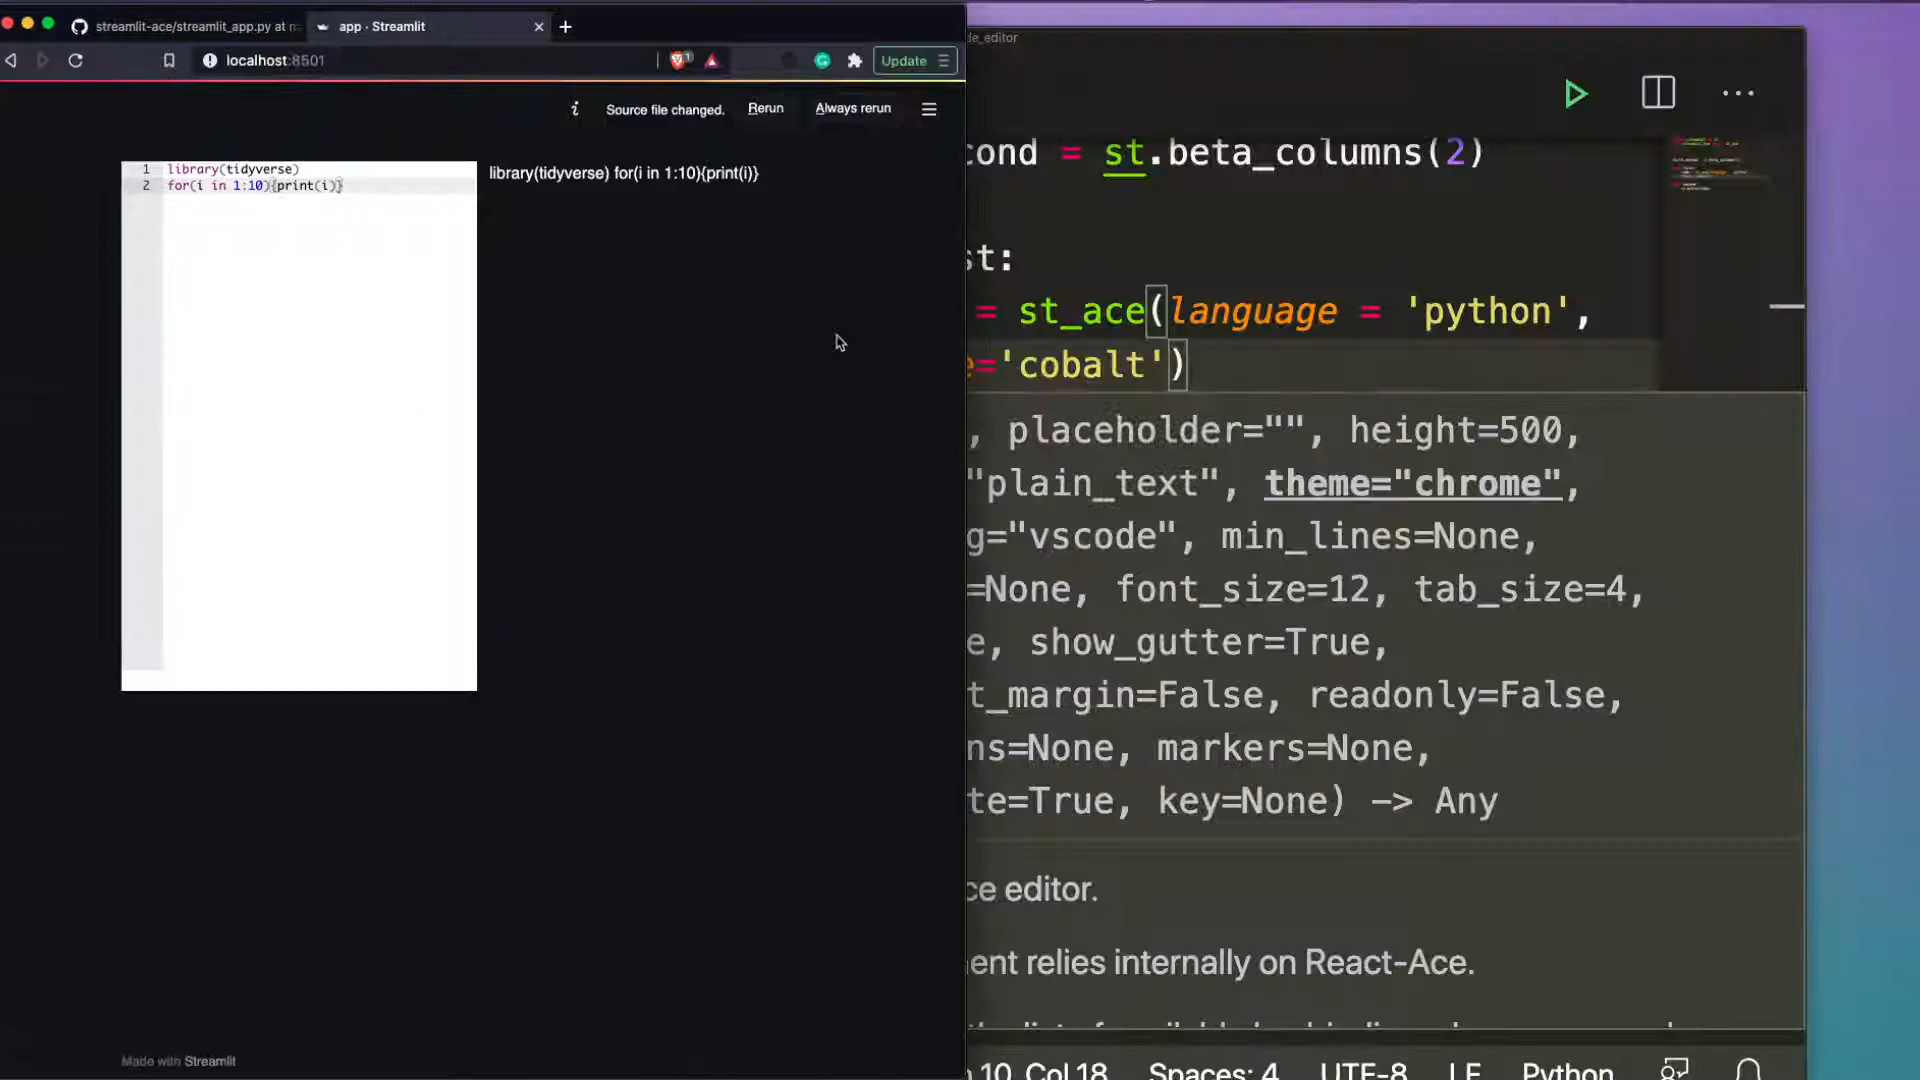 streamlit-ace/streamlit_app.py at
app · Streamlit
localhost:8501
Update
Source file changed.
Rerun
Always rerun
1 library(tidyverse)
2 for(i in 1:10){print(i)}
library(tidyverse) for(i in 1:10){print(i)}
Made with Streamlit
de_editor
cond = st.beta_columns(2)
st:
= st_ace(language = 'python',
e='cobalt')
, placeholder="", height=500,
"plain_text", theme="chrome",
g="vscode", min_lines=None,
=None, font_size=12, tab_size=4,
e, show_gutter=True,
t_margin=False, readonly=False,
ns=None, markers=None,
te=True, key=None) -> Any
ce editor.
ent relies internally on React-Ace.
10, Col 18 Spaces: 4 UTF-8 LF Python